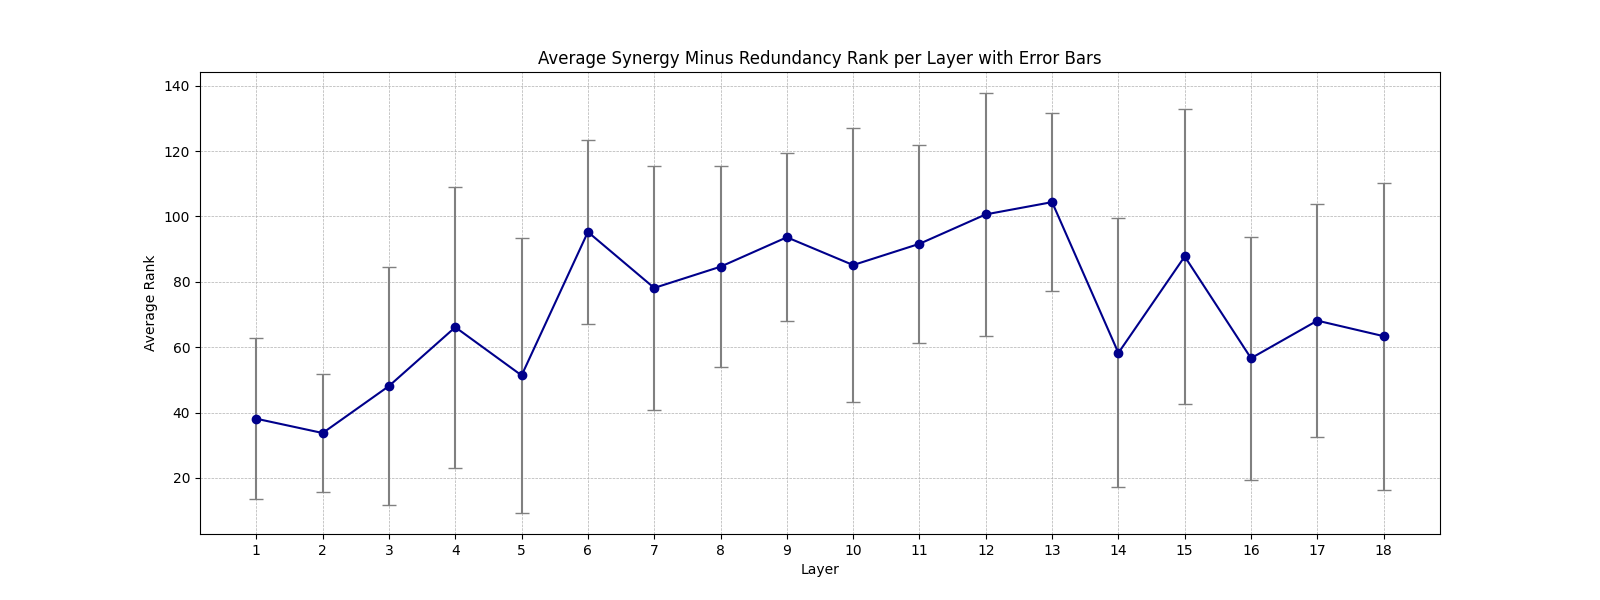 Average Synergy Minus Redundancy Rank per Layer with Error Bars
140
120
100
80
60
40
20
Average Rank
1 2 3 4 5 6 7 8 9 10 11 12 13 14 15 16 17 18
Layer